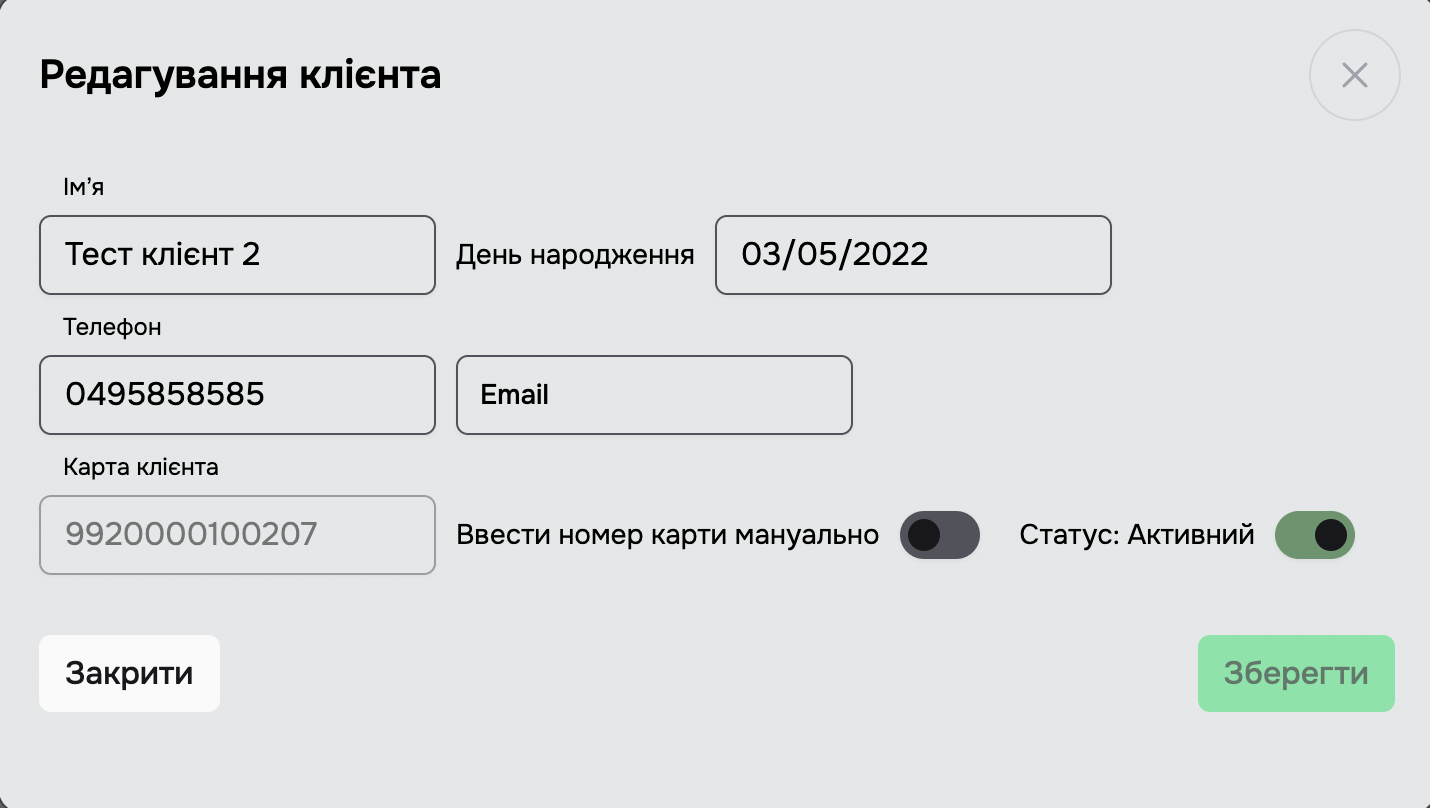 Редагування клієнта
Ім’я
Тест клієнт 2
День народження
03/05/2022
Телефон
0495858585
Email
Карта клієнта
9920000100207
Ввести номер карти мануально
Статус: Активний
Закрити
Зберегти